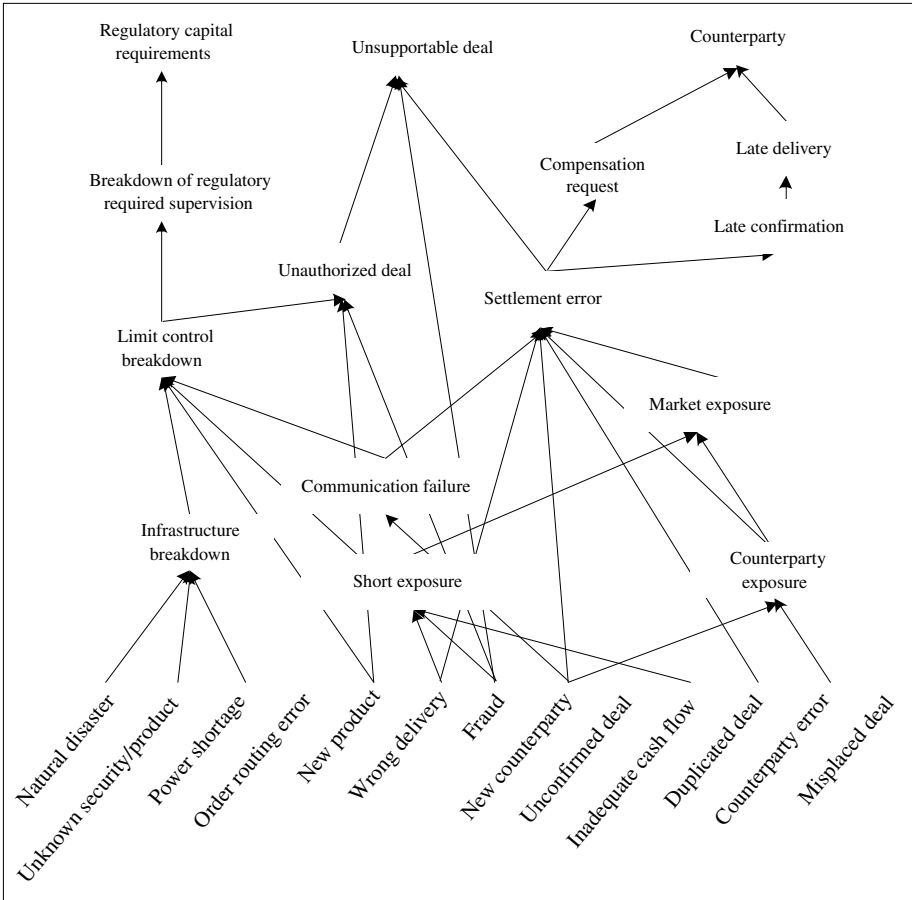 Regulatory capital
requirements
Unsupportable deal
Counterparty
Breakdown of regulatory
required supervision
Compensation
request
Late delivery
Late confirmation
Unauthorized deal
Settlement error
Limit control
breakdown
Market exposure
Communication failure
Infrastructure
breakdown
Short exposure
Counterparty
exposure
Natural disaster
Unknown security/product
Power shortage
Order routing error
New product
Wrong delivery
Fraud
New counterparty
Unconfirmed deal
Inadequate cash flow
Duplicated deal
Counterparty error
Misplaced deal